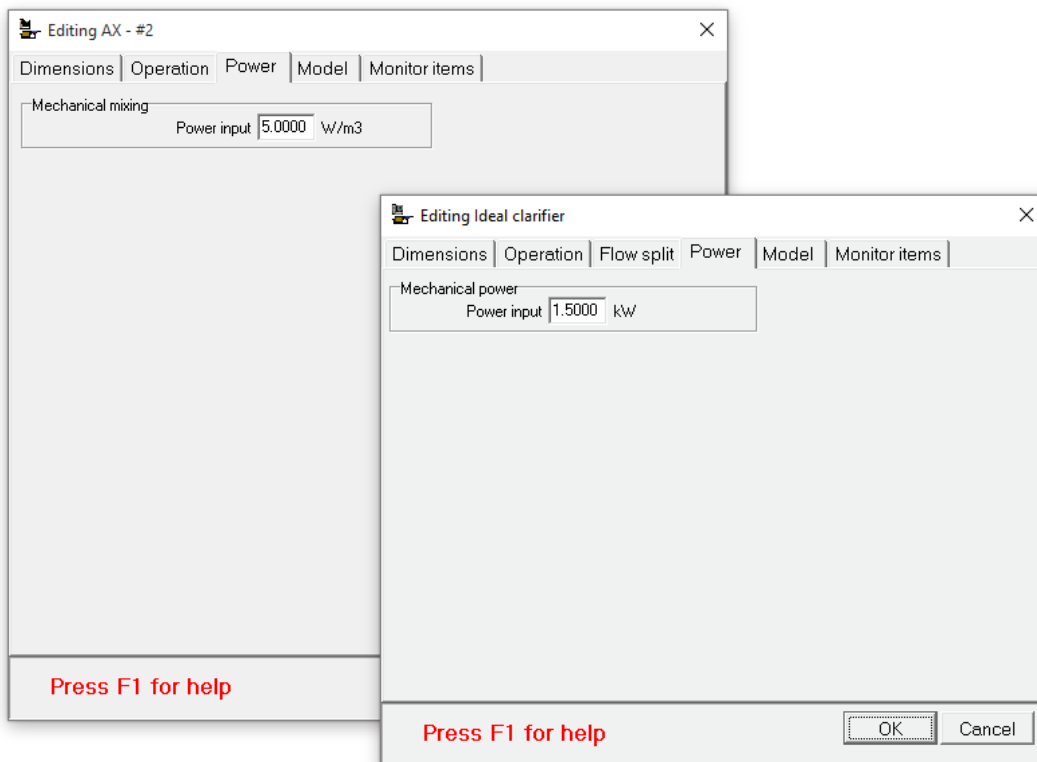 Editing AX - #2
Dimensions Operation Power Model Monitor items
Mechanical mixing
Power input 5.0000 W/m3
Press F1 for help
Editing Ideal clarifier
Dimensions Operation Flow split Power Model Monitor items
Mechanical power
Power input 1.5000 kW
Press F1 for help
OK Cancel